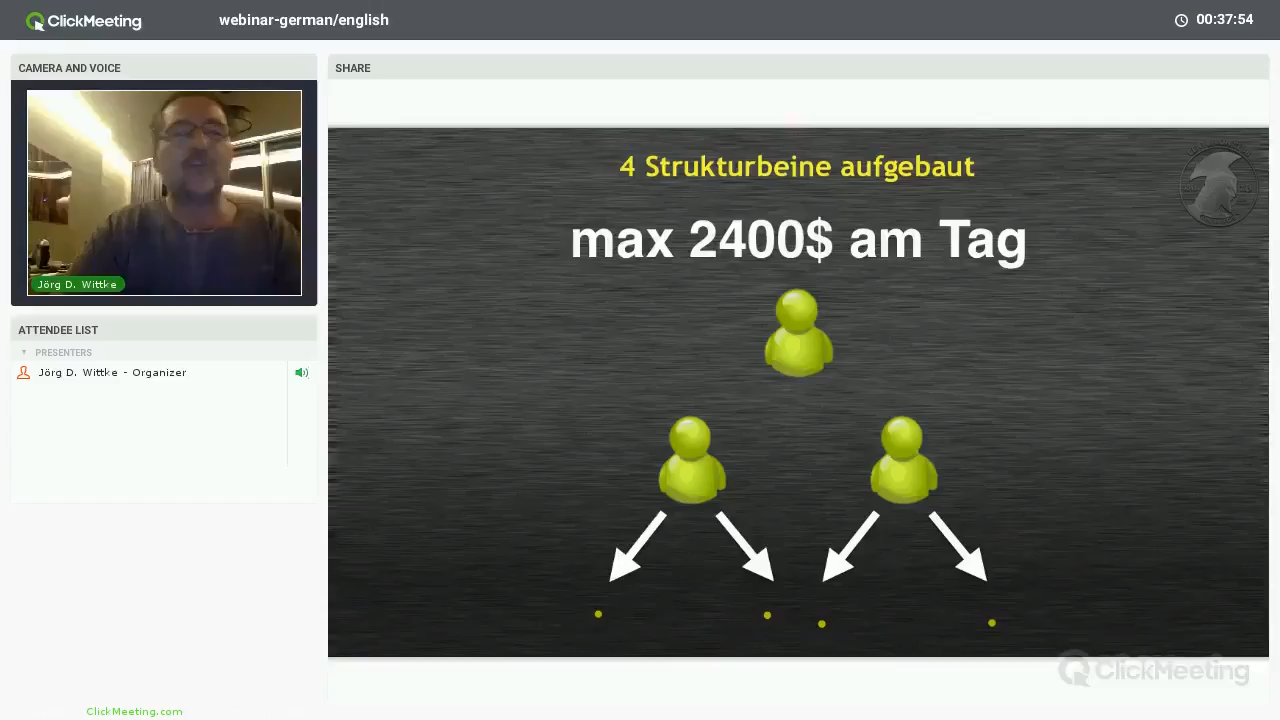 ClickMeeting
webinar-german/english
00:37:54
CAMERA AND VOICE
Jörg D. Wittke
ATTENDEE LIST
PRESENTERS
Jörg D. Wittke - Organizer
SHARE
4 Strukturbeine aufgebaut
max 2400$ am Tag
ClickMeeting
ClickMeeting.com